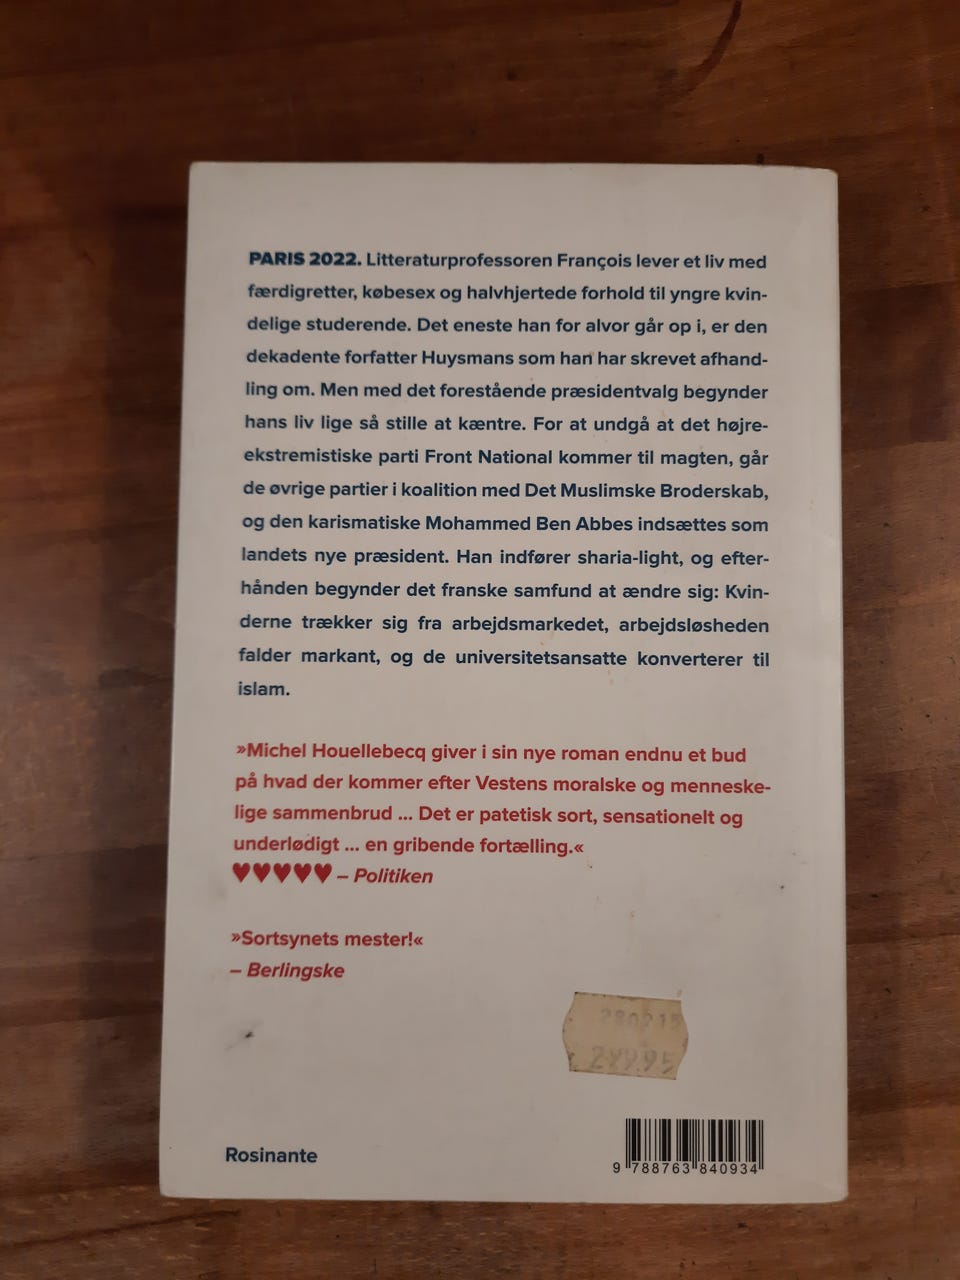 PARIS 2022. Litteraturprofessoren François lever et liv med
færdigretter, købesex og halvhjertede forhold til yngre kvin-
delige studerende. Det eneste han for alvor går op i, er den
dekadente forfatter Huysmans som han har skrevet afhand-
ling om. Men med det forestående præsidentvalg begynder
hans liv lige så stille at kæntre. For at undgå at det højre-
ekstremistiske parti Front National kommer til magten, går
de øvrige partier i koalition med Det Muslimske Broderskab,
og den karismatiske Mohammed Ben Abbes indsættes som
landets nye præsident. Han indfører sharia-light, og efter-
hånden begynder det franske samfund at ændre sig: Kvin-
derne trækker sig fra arbejdsmarkedet, arbejdsløsheden
falder markant, og de universitetsansatte konverterer til
islam.
»Michel Houellebecq giver i sin nye roman endnu et bud
på hvad der kommer efter Vestens moralske og menneske-
lige sammenbrud ... Det er patetisk sort, sensationelt og
underlødigt ... en gribende fortælling.«
♥♥♥♥♥ – Politiken
»Sortsynets mester!«
– Berlingske
280215
299.95
Rosinante
9 788763 840934